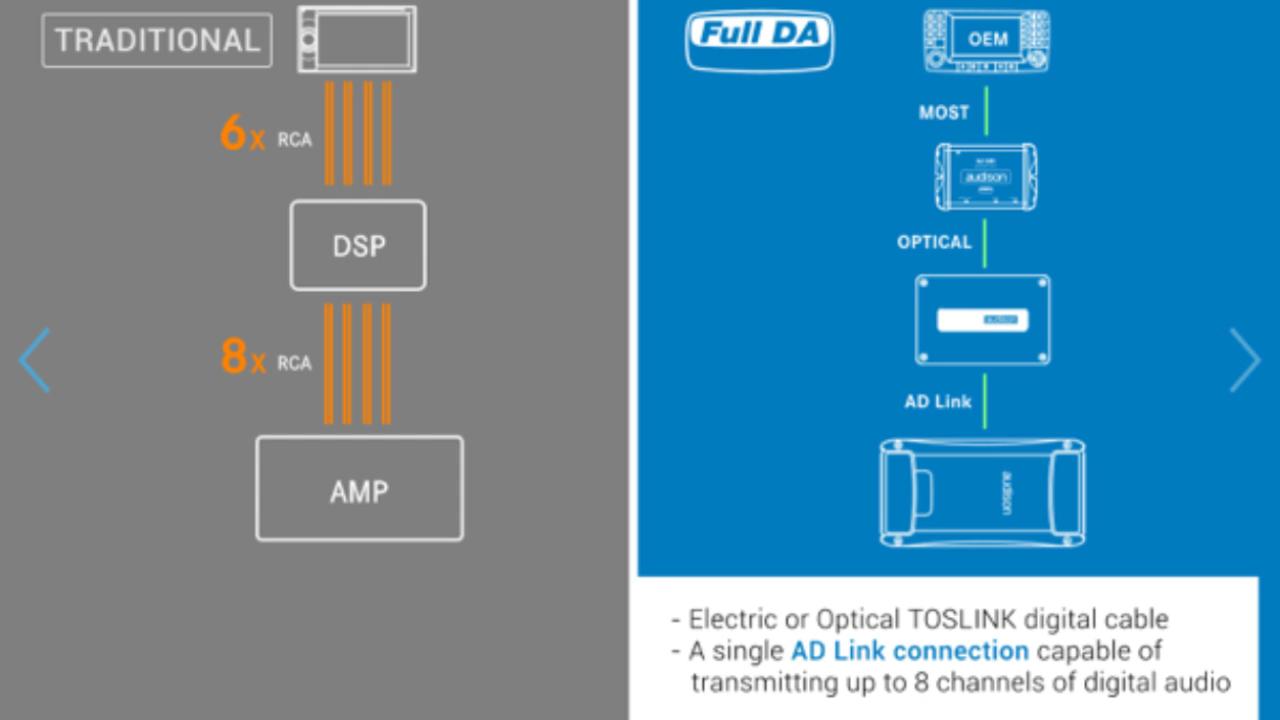 TRADITIONAL
6x RCA
DSP
8x RCA
AMP
Full DA
OEM
MOST
audison
OPTICAL
audison
AD Link
audison
- Electric or Optical TOSLINK digital cable
- A single AD Link connection capable of
transmitting up to 8 channels of digital audio